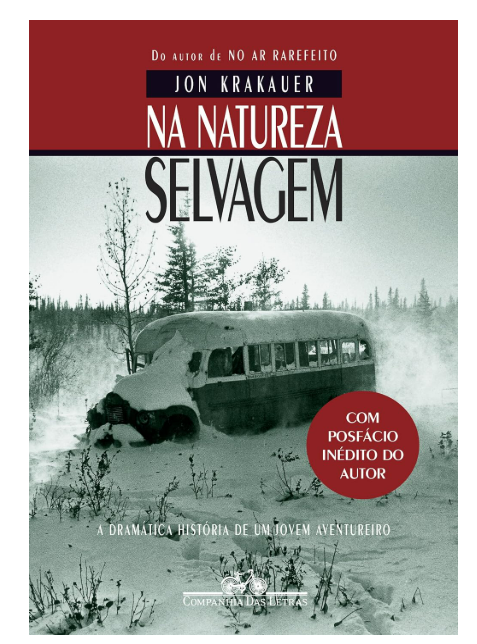 Do autor de NO AR RAREFEITO
JON KRAKAUER
NA NATUREZA
SELVAGEM
COM
POSFÁCIO
INÉDITO DO
AUTOR
A DRAMÁTICA HISTÓRIA DE UM JOVEM AVENTUREIRO
COMPANHIA DAS LETRAS